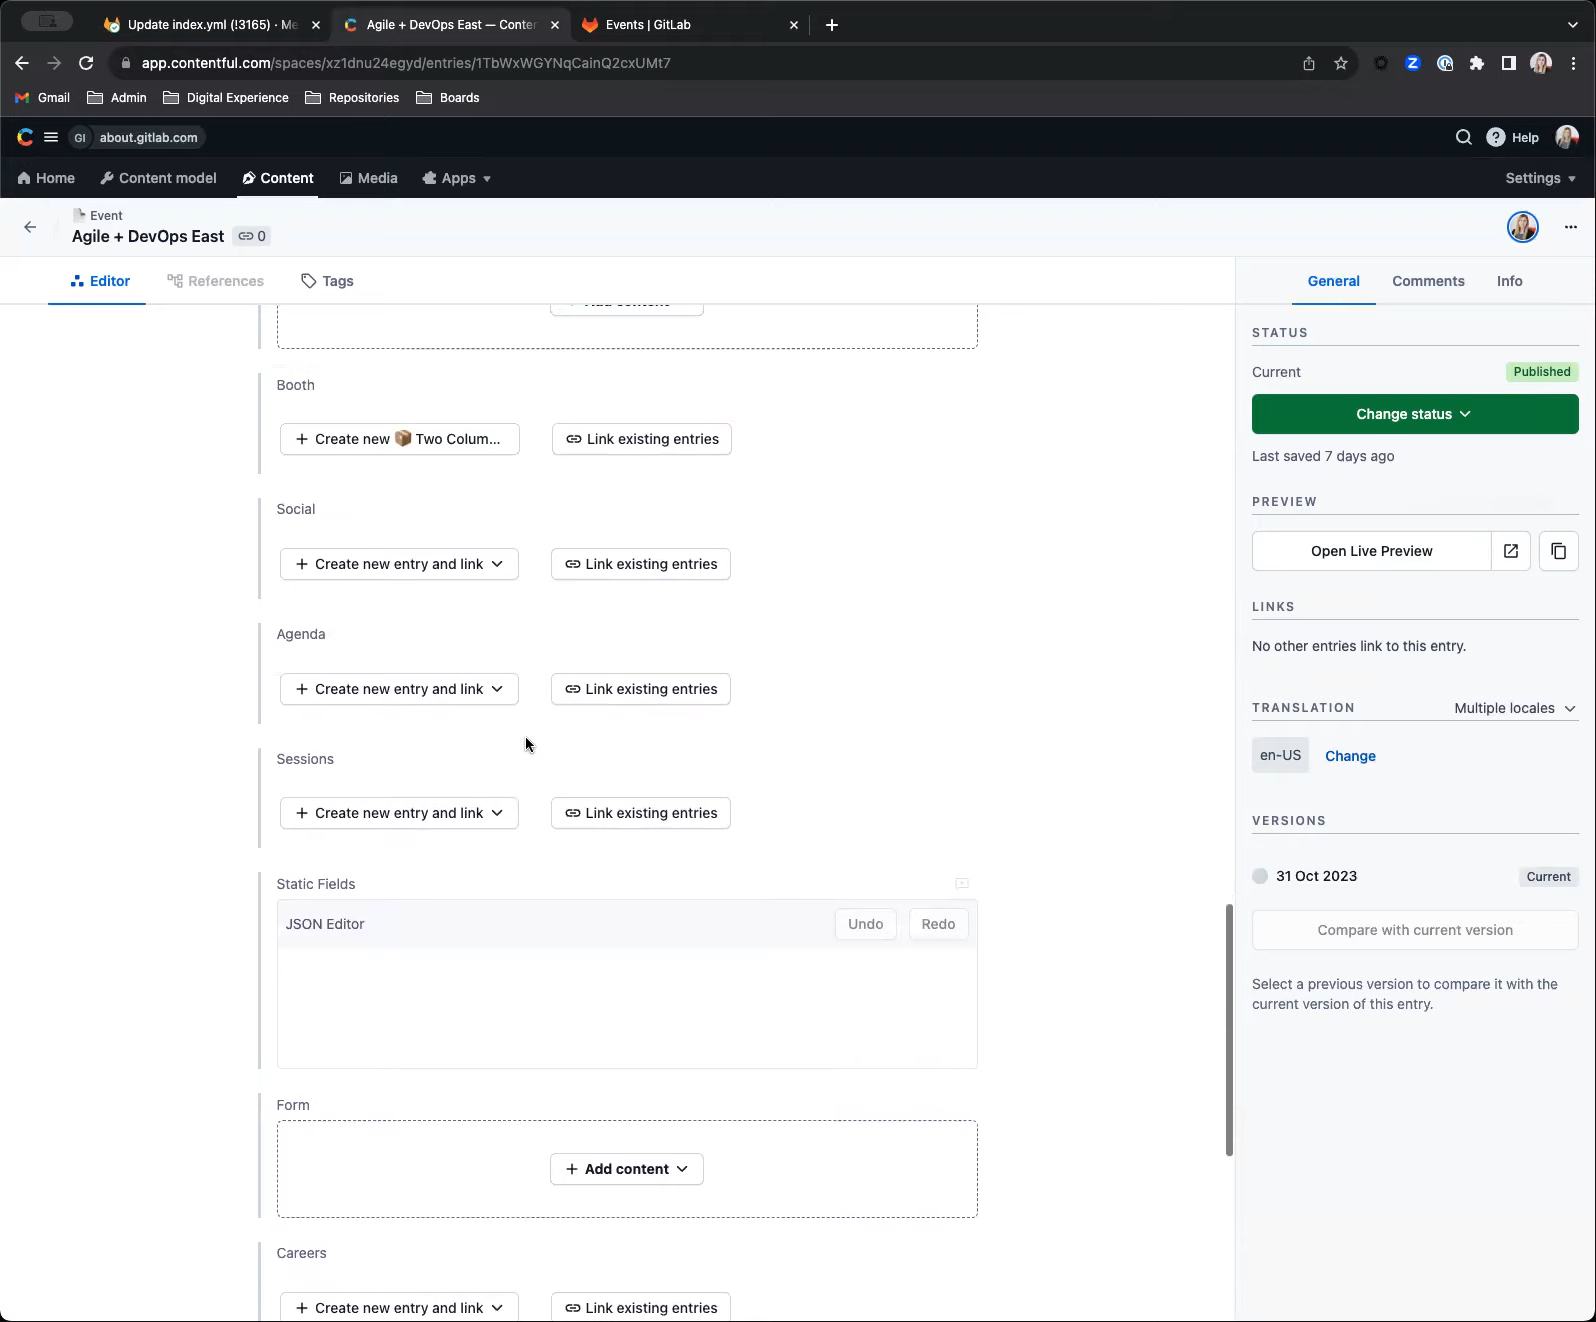 Update index.yml (!3165) · Me
Agile + DevOps East — Conter
Events | GitLab
app.contentful.com/spaces/xz1dnu24egyd/entries/1TbWxWGYNqCainQ2cxUMt7
Gmail
Admin
Digital Experience
Repositories
Boards
GI
about.gitlab.com
Help
Home
Content model
Content
Media
Apps
Settings
Event
Agile + DevOps East
0
Editor
References
Tags
General
Comments
Info
Booth
Create new 📦 Two Colum...
Link existing entries
Social
Create new entry and link
Link existing entries
Agenda
Create new entry and link
Link existing entries
Sessions
Create new entry and link
Link existing entries
Static Fields
JSON Editor
Undo
Redo
Form
Add content
Careers
Create new entry and link
Link existing entries
STATUS
Current
Published
Change status
Last saved 7 days ago
PREVIEW
Open Live Preview
LINKS
No other entries link to this entry.
TRANSLATION
Multiple locales
en-US
Change
VERSIONS
31 Oct 2023
Current
Compare with current version
Select a previous version to compare it with the
current version of this entry.